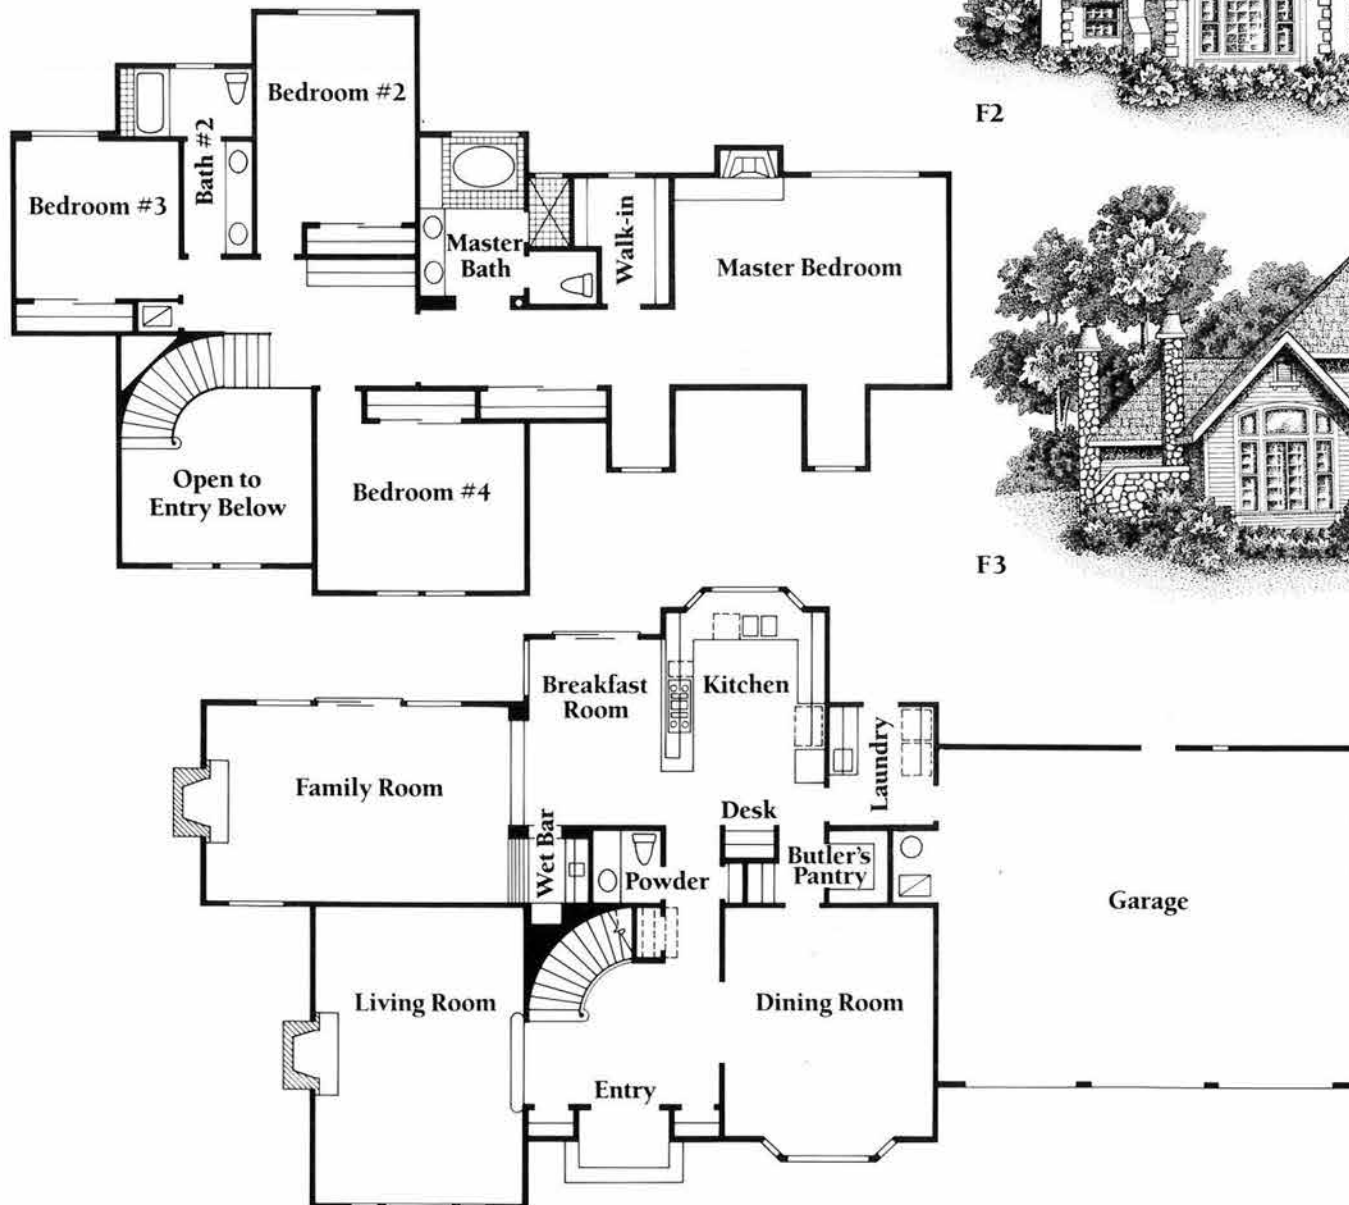 Bedroom #2
F2
Bath #2
Bedroom #3
Master
Bath
Walk-in
Master Bedroom
Open to
Entry Below
Bedroom #4
F3
Breakfast
Room
Kitchen
Family Room
Laundry
Desk
Wet Bar
Powder
Butler's
Pantry
Garage
Living Room
Dining Room
Entry